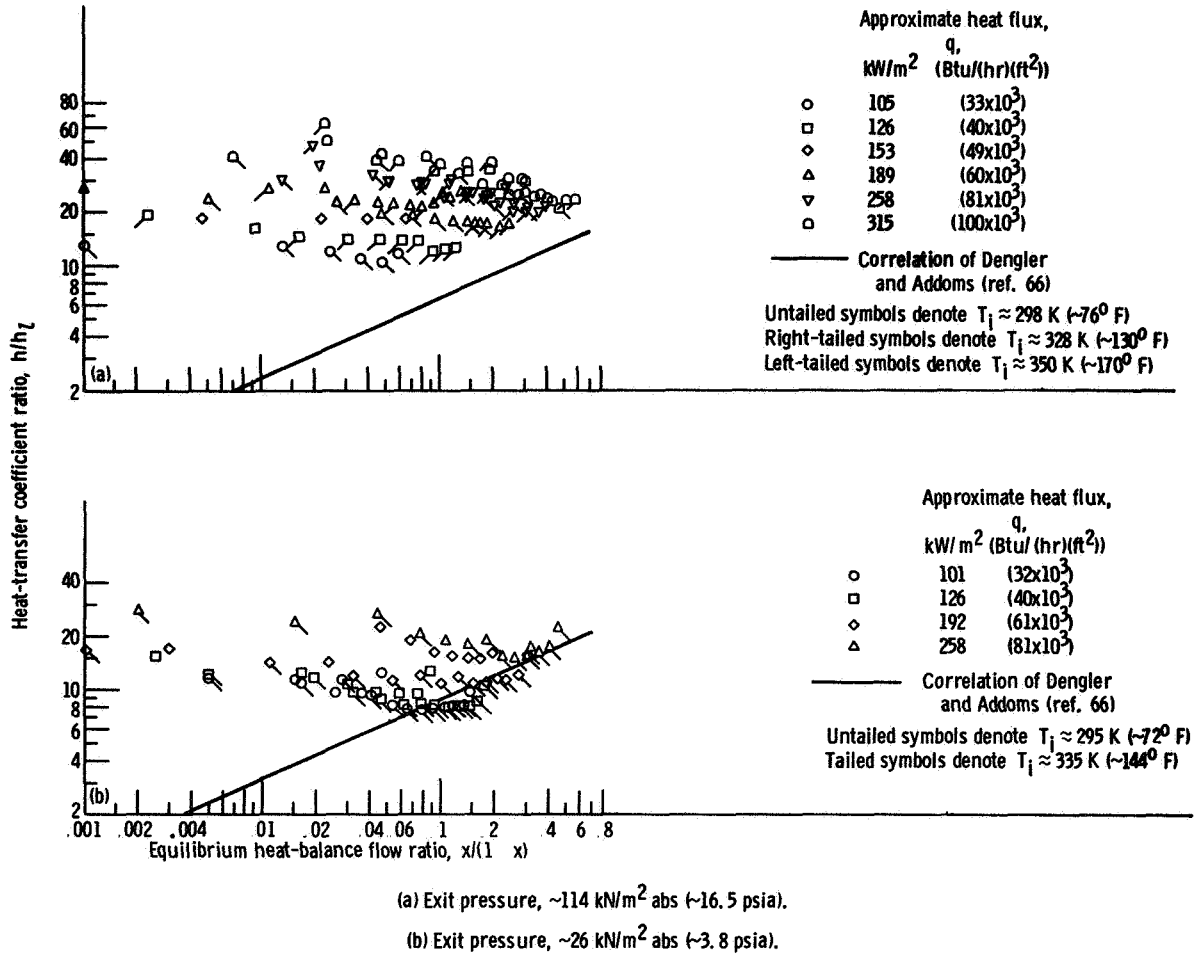 Approximate heat flux,
q,
kW/m² (Btu/(hr)(ft²))
105 (33x10³)
126 (40x10³)
153 (49x10³)
189 (60x10³)
258 (81x10³)
315 (100x10³)
Correlation of Dengler
and Addoms (ref. 66)
Untailed symbols denote Tᵢ ≈ 298 K (~76⁰ F)
Right-tailed symbols denote Tᵢ ≈ 328 K (~130⁰ F)
Left-tailed symbols denote Tᵢ ≈ 350 K (~170⁰ F)
80
60
40
20
10
8
6
4
2
(a)
Heat-transfer coefficient ratio, h/hₗ
Approximate heat flux,
q,
kW/m² (Btu/(hr)(ft²))
101 (32x10³)
126 (40x10³)
192 (61x10³)
258 (81x10³)
Correlation of Dengler
and Addoms (ref. 66)
Untailed symbols denote Tᵢ ≈ 295 K (~72⁰ F)
Tailed symbols denote Tᵢ ≈ 335 K (~144⁰ F)
40
20
10
8
6
4
2
(b)
.001 .002 .004 .01 .02 .04 .06 .1 .2 .4 .6 .8
Equilibrium heat-balance flow ratio, x/(1 x)
(a) Exit pressure, ~114 kN/m² abs (~16.5 psia).
(b) Exit pressure, ~26 kN/m² abs (~3.8 psia).